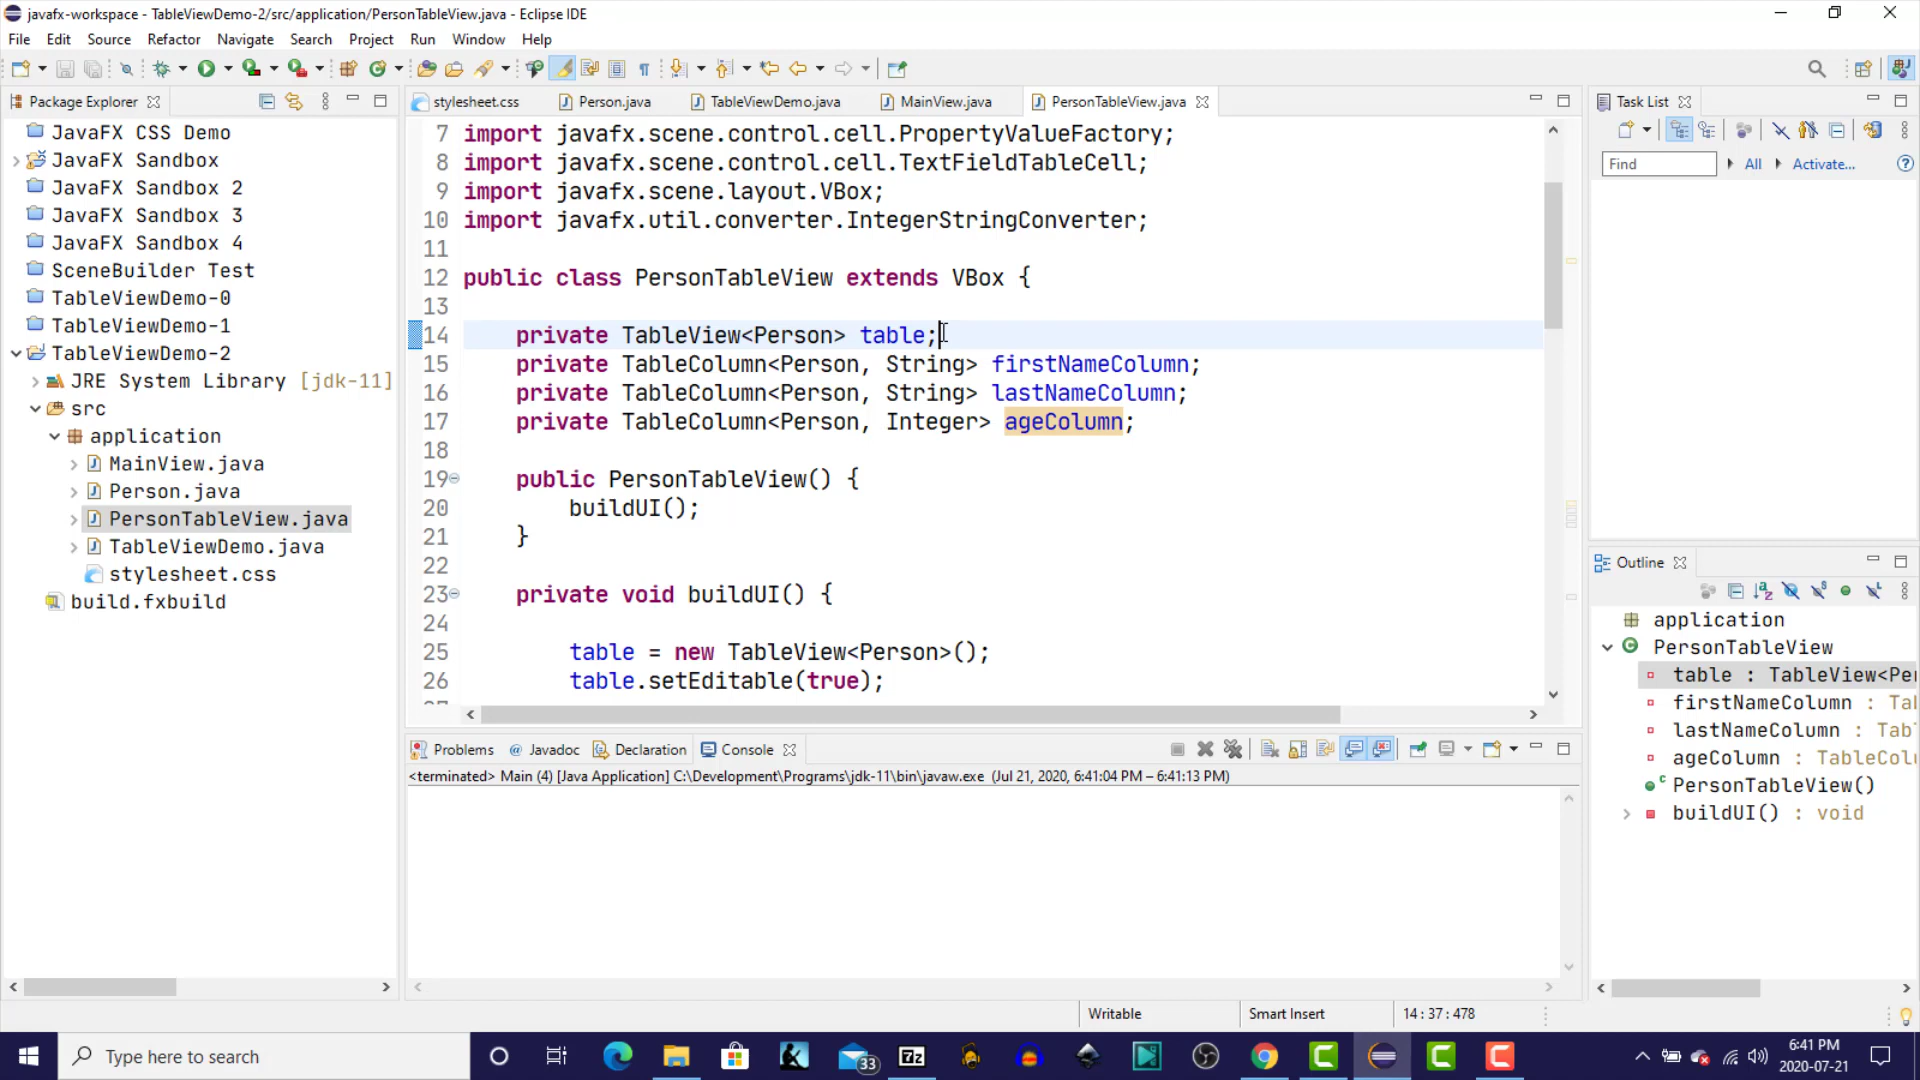 javafx-workspace - TableViewDemo-2/src/application/PersonTableView.java - Eclipse IDE
File Edit Source Refactor Navigate Search Project Run Window Help
Package Explorer
JavaFX CSS Demo
JavaFX Sandbox
JavaFX Sandbox 2
JavaFX Sandbox 3
JavaFX Sandbox 4
SceneBuilder Test
TableViewDemo-0
TableViewDemo-1
TableViewDemo-2
JRE System Library [jdk-11]
src
application
MainView.java
Person.java
PersonTableView.java
TableViewDemo.java
stylesheet.css
build.fxbuild
stylesheet.css Person.java TableViewDemo.java MainView.java PersonTableView.java
7 import javafx.scene.control.cell.PropertyValueFactory;
8 import javafx.scene.control.cell.TextFieldTableCell;
9 import javafx.scene.layout.VBox;
10 import javafx.util.converter.IntegerStringConverter;
11
12 public class PersonTableView extends VBox {
13
14 private TableView<Person> table;
15 private TableColumn<Person, String> firstNameColumn;
16 private TableColumn<Person, String> lastNameColumn;
17 private TableColumn<Person, Integer> ageColumn;
18
19 public PersonTableView() {
20 buildUI();
21 }
22
23 private void buildUI() {
24
25 table = new TableView<Person>();
26 table.setEditable(true);
Problems Javadoc Declaration Console
<terminated> Main (4) [Java Application] C:\Development\Programs\jdk-11\bin\javaw.exe (Jul 21, 2020, 6:41:04 PM – 6:41:13 PM)
Task List
Find All Activate...
Outline
application
PersonTableView
table : TableView<Per
firstNameColumn : Tab
lastNameColumn : Tab
ageColumn : TableColu
PersonTableView()
buildUI() : void
Writable Smart Insert 14 : 37 : 478
Type here to search
33
7z
6:41 PM
2020-07-21